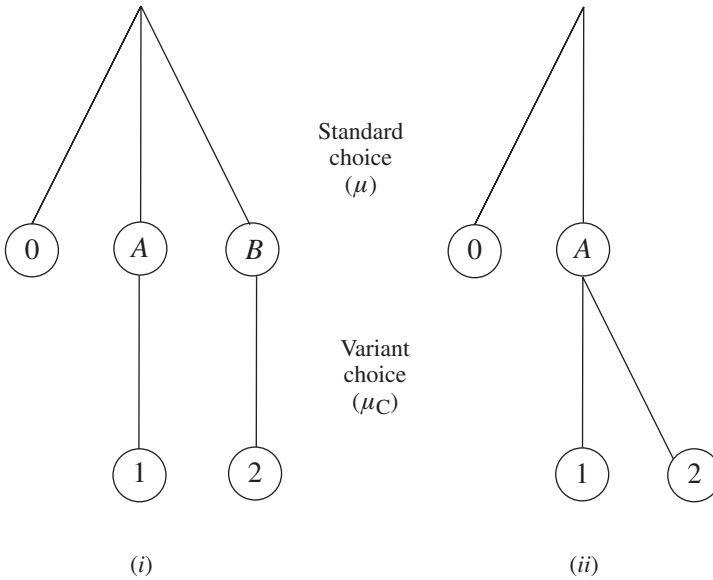 Standard
choice
(μ)
0 A B 0 A
Variant
choice
(μC)
1 2 1 2
(i) (ii)